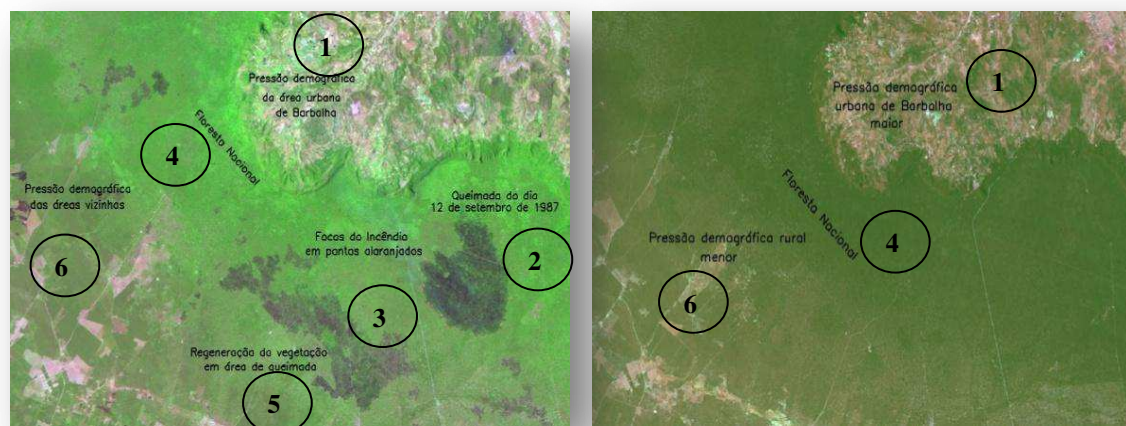 1
Pressão demográfica
da área urbana
de Barbalha
4
Floresta Nacional
Pressão demográfica
das áreas vizinhas
6
Queimada do dia
12 de setembro de 1987
2
Focos do Incêndio
em pontos alaranjados
3
Regeneração da vegetação
em área de queimada
5
1
Pressão demográfica
urbana de Barbalha
maior
Floresta Nacional
4
Pressão demográfica rural
menor
6